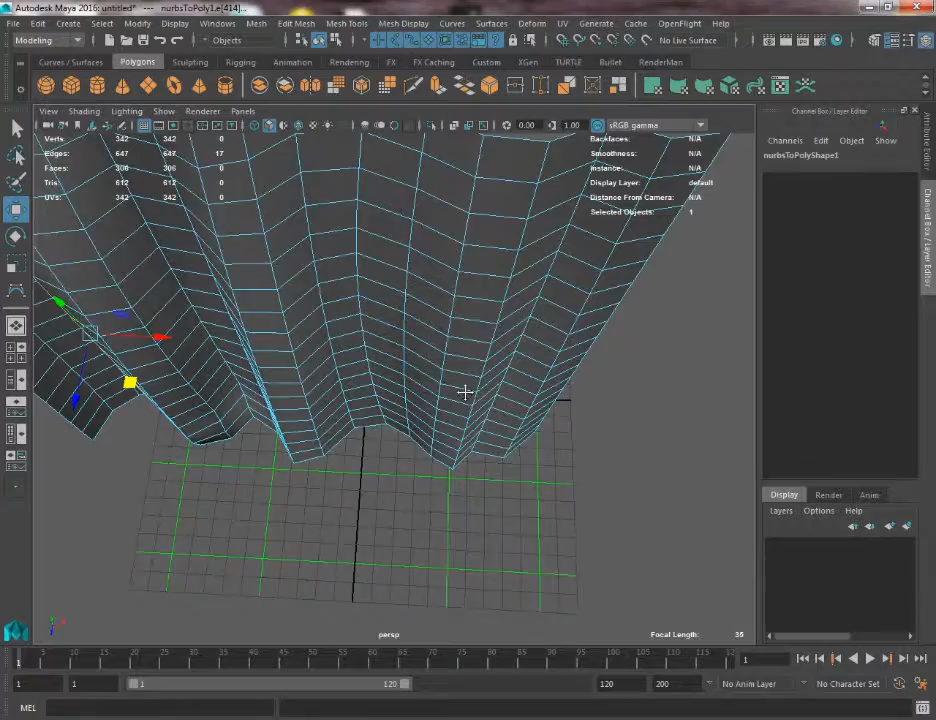 Autodesk Maya 2016: untitled* --- nurbsToPoly1.e[414]...
File Edit Create Select Modify Display Windows Mesh Edit Mesh Mesh Tools Mesh Display Curves Surfaces Deform UV Generate Cache OpenFlight Help
Modeling Objects No Live Surface
Curves / Surfaces Polygons Sculpting Rigging Animation Rendering FX FX Caching Custom XGen TURTLE Bullet RenderMan
View Shading Lighting Show Renderer Panels
0.00 1.00 sRGB gamma
Verts: 342 342 0
Edges: 647 647 17
Faces: 306 306 0
Tris: 612 612 0
UVs: 342 342 0
Backfaces: N/A
Smoothness: N/A
Instance: N/A
Display Layer: default
Distance From Camera: N/A
Selected Objects: 1
persp
Focal Length: 35
Channel Box / Layer Editor
Channels Edit Object Show
nurbsToPolyShape1
Attribute Editor
Channel Box / Layer Editor
Display Render Anim
Layers Options Help
1 5 10 15 20 25 30 35 40 45 50 55 60 65 70 75 80 85 90 95 100 105 110 115 12 1
1 1 1 120 120 200 No Anim Layer No Character Set
MEL